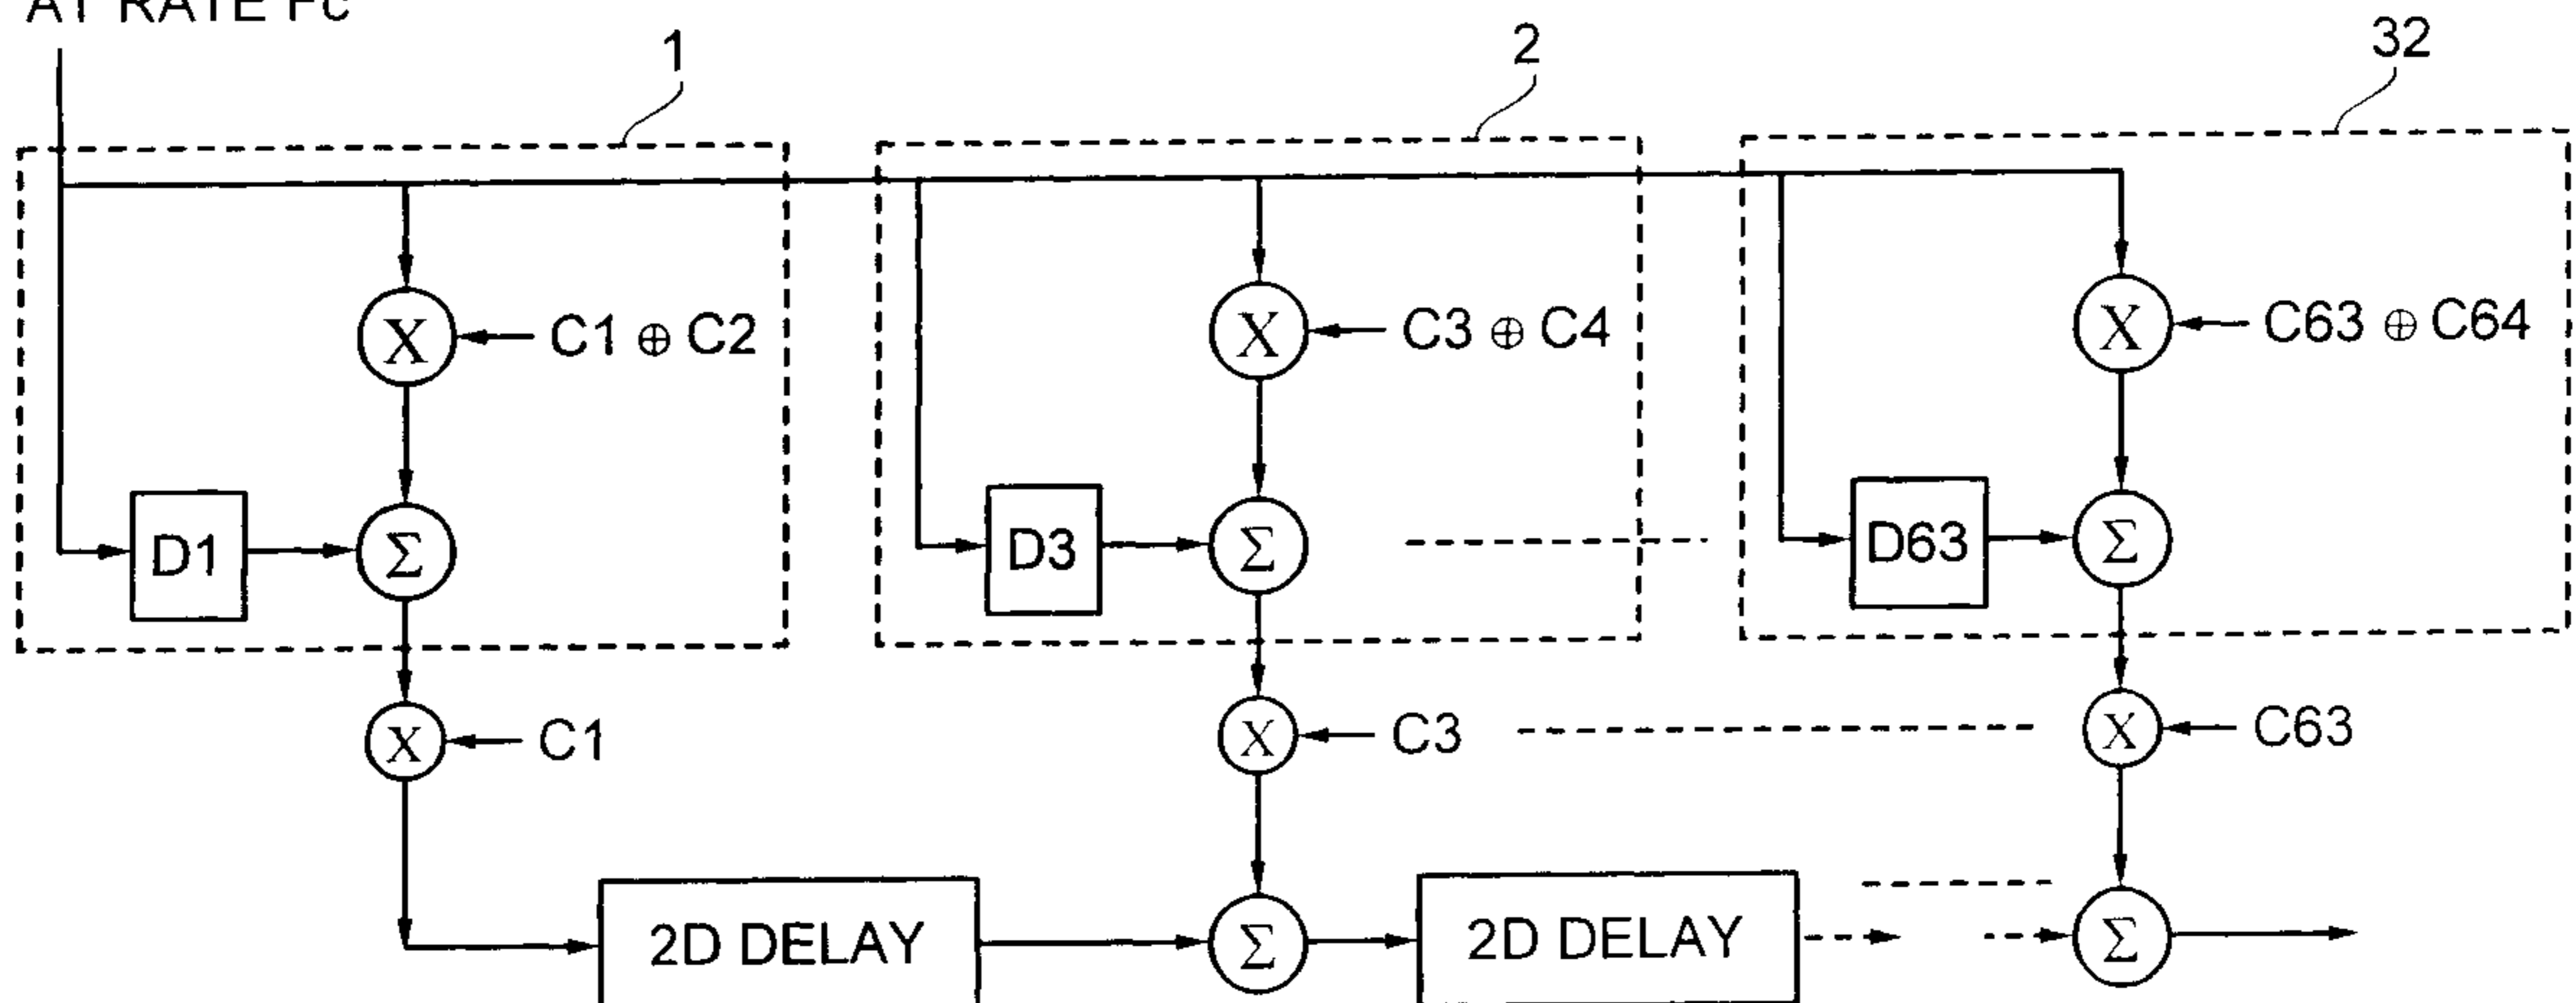 AT RATE Fc
1
2
32
X
C1 ⊕ C2
X
C3 ⊕ C4
X
C63 ⊕ C64
D1
Σ
D3
Σ
D63
Σ
X
C1
X
C3
X
C63
2D DELAY
Σ
2D DELAY
Σ